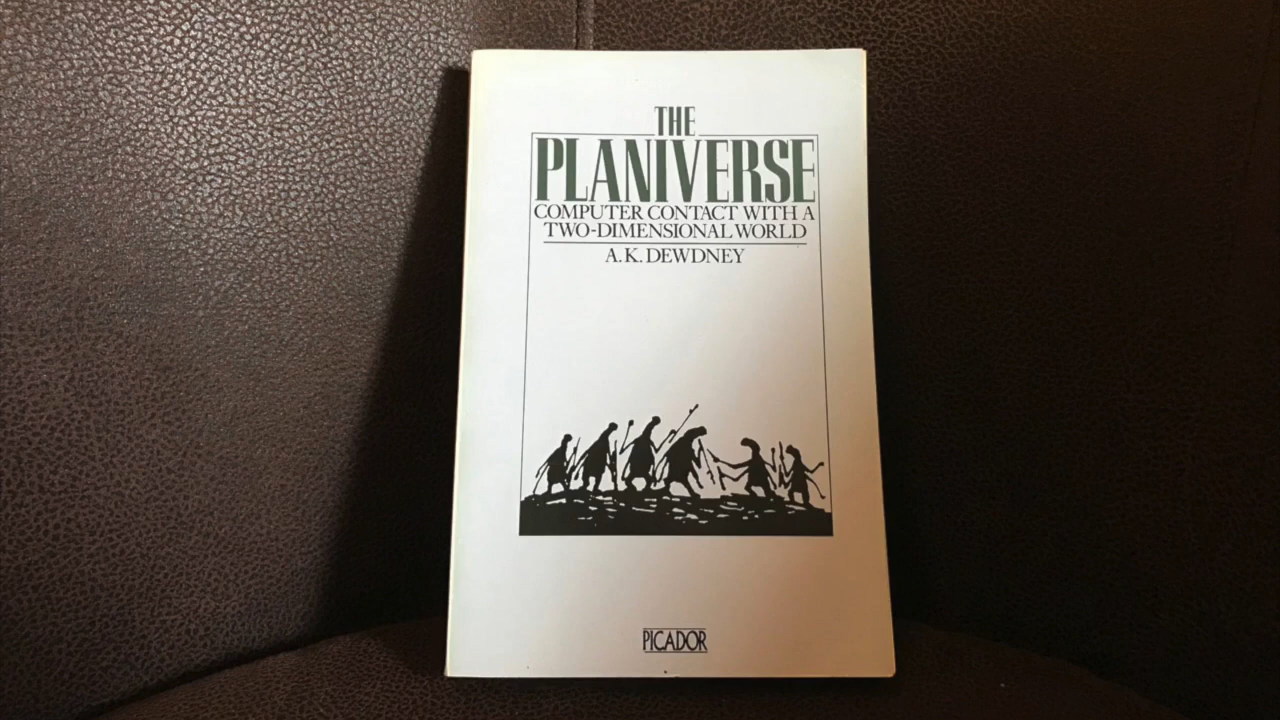 THE
PLANIVERSE
COMPUTER CONTACT WITH A
TWO-DIMENSIONAL WORLD
A.K. DEWDNEY
PICADOR